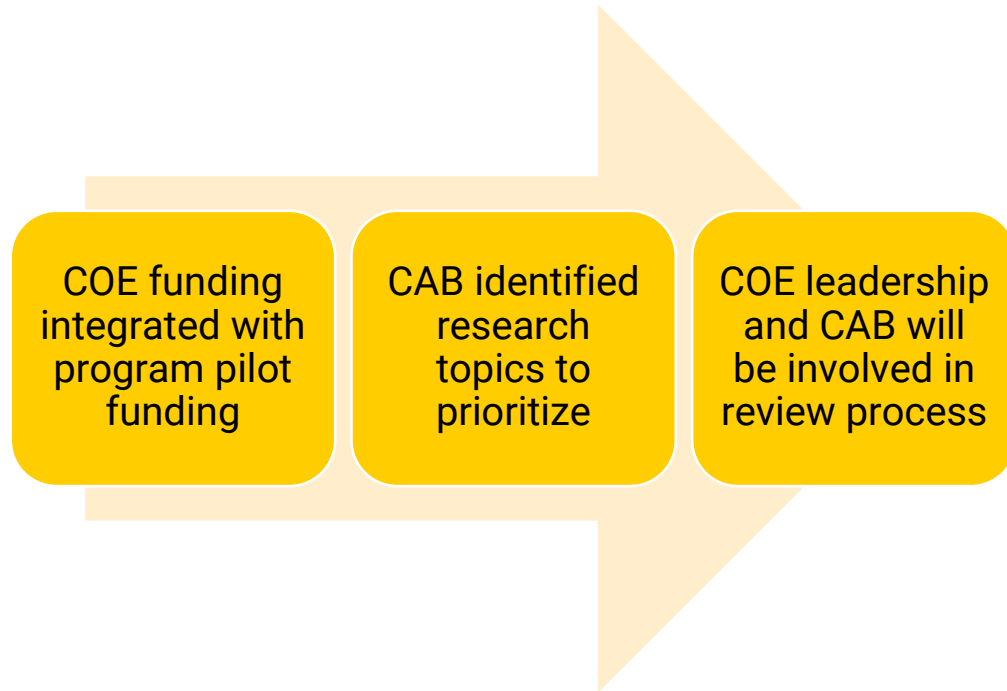 COE funding
integrated with
program pilot
funding
CAB identified
research
topics to
prioritize
COE leadership
and CAB will
be involved in
review process